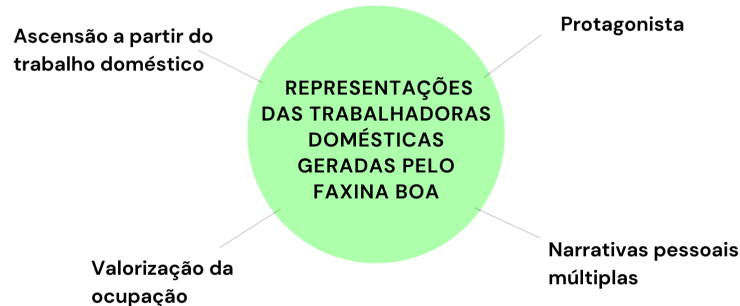 Ascensão a partir do
trabalho doméstico
Protagonista
REPRESENTAÇÕES
DAS TRABALHADORAS
DOMÉSTICAS
GERADAS PELO
FAXINA BOA
Valorização da
ocupação
Narrativas pessoais
múltiplas